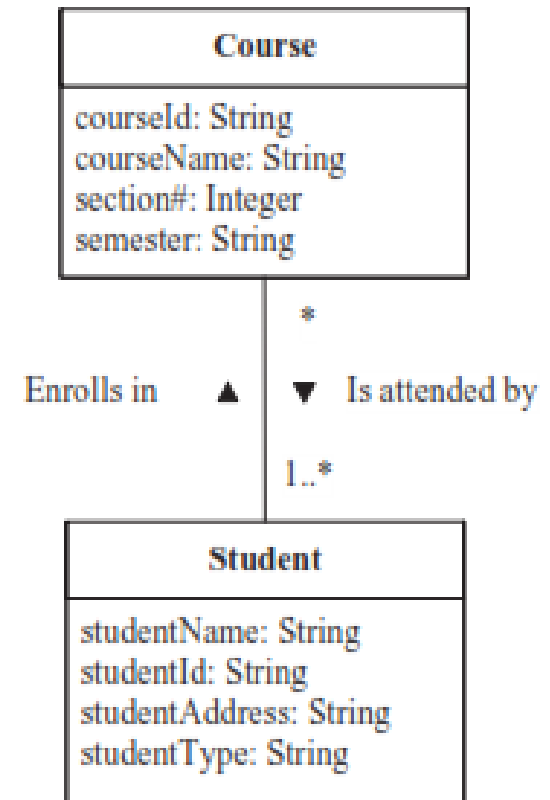 Course
courseId: String
courseName: String
section#: Integer
semester: String
*
Enrolls in ▲ ▼ Is attended by
1..*
Student
studentName: String
studentId: String
studentAddress: String
studentType: String